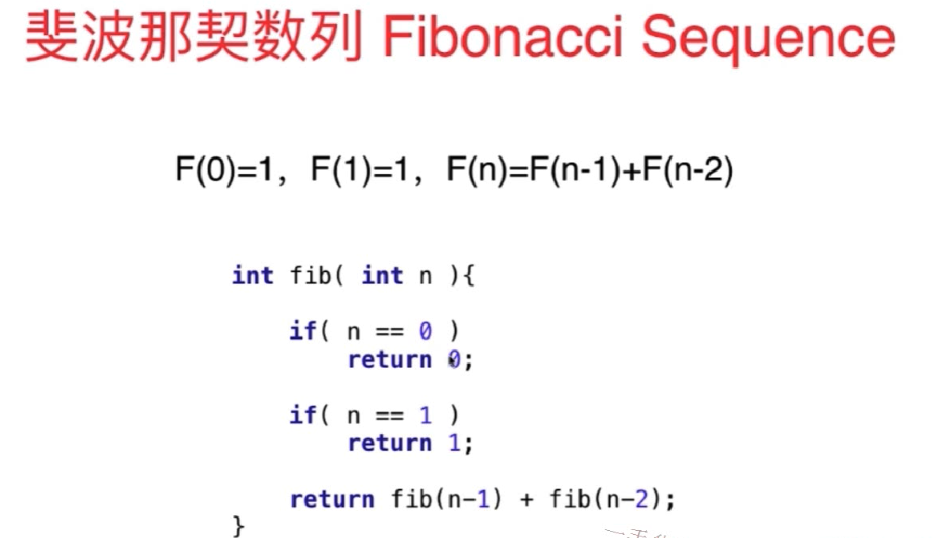 斐波那契数列 Fibonacci Sequence
F(0)=1, F(1)=1, F(n)=F(n-1)+F(n-2)
int fib( int n ){
if( n == 0 )
return 0;
if( n == 1 )
return 1;
return fib(n-1) + fib(n-2);
}